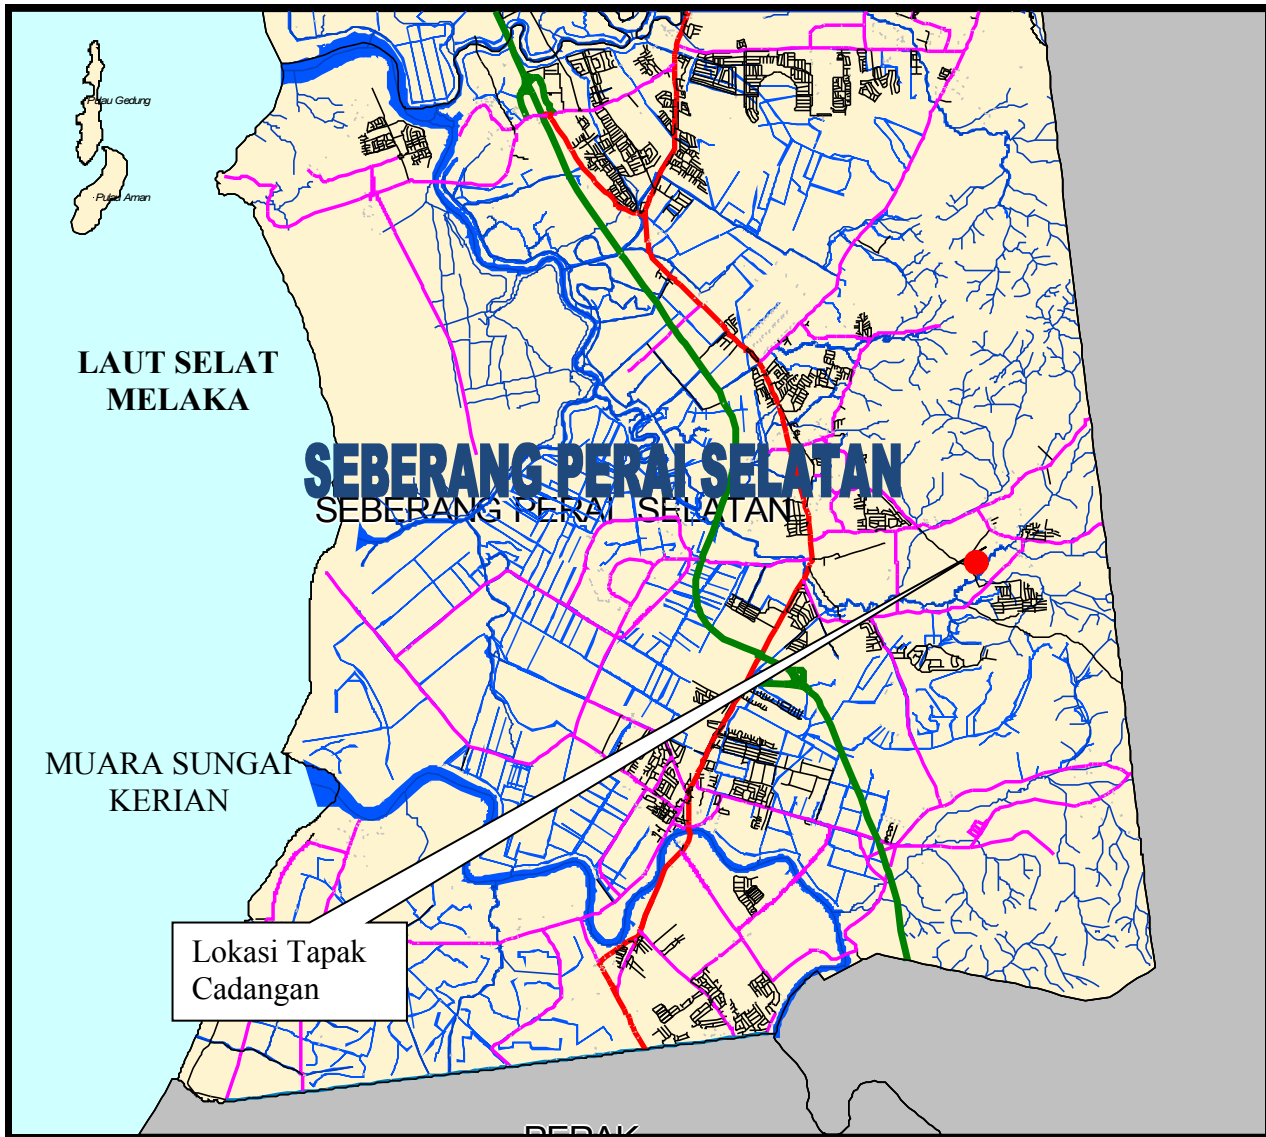 Pulau Gedung
Pulau Aman
LAUT SELAT
MELAKA
SEBERANG PERAI SELATAN
SEBERANG PERAI SELATAN
MUARA SUNGAI
KERIAN
Lokasi Tapak
Cadangan
PERAK